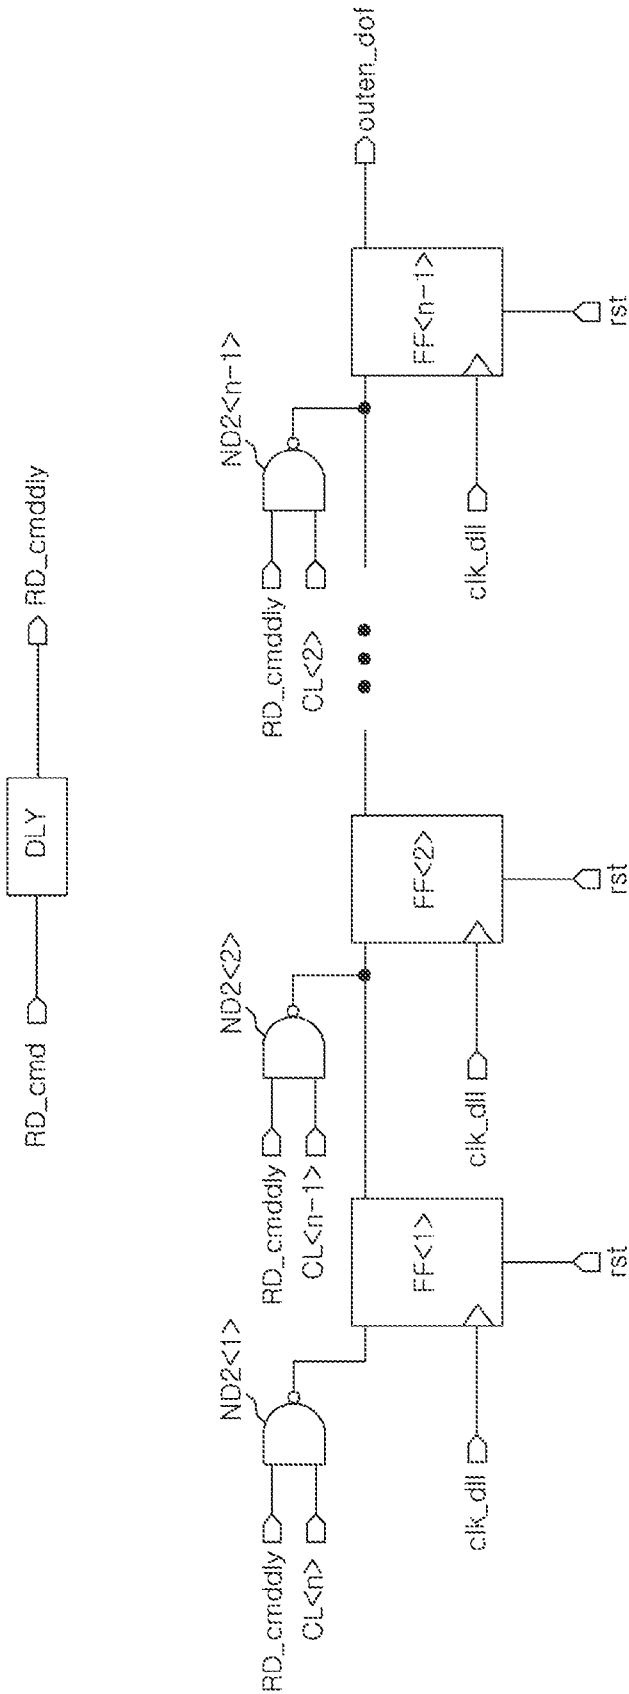 RD_cmd
DLY
RD_cmddly
ND2<1>
RD_cmddly
CL<n>
FF<1>
clk_dll
rst
ND2<2>
RD_cmddly
CL<n-1>
FF<2>
clk_dll
rst
ND2<n-1>
RD_cmddly
CL<2>
FF<n-1>
clk_dll
rst
outen_dof